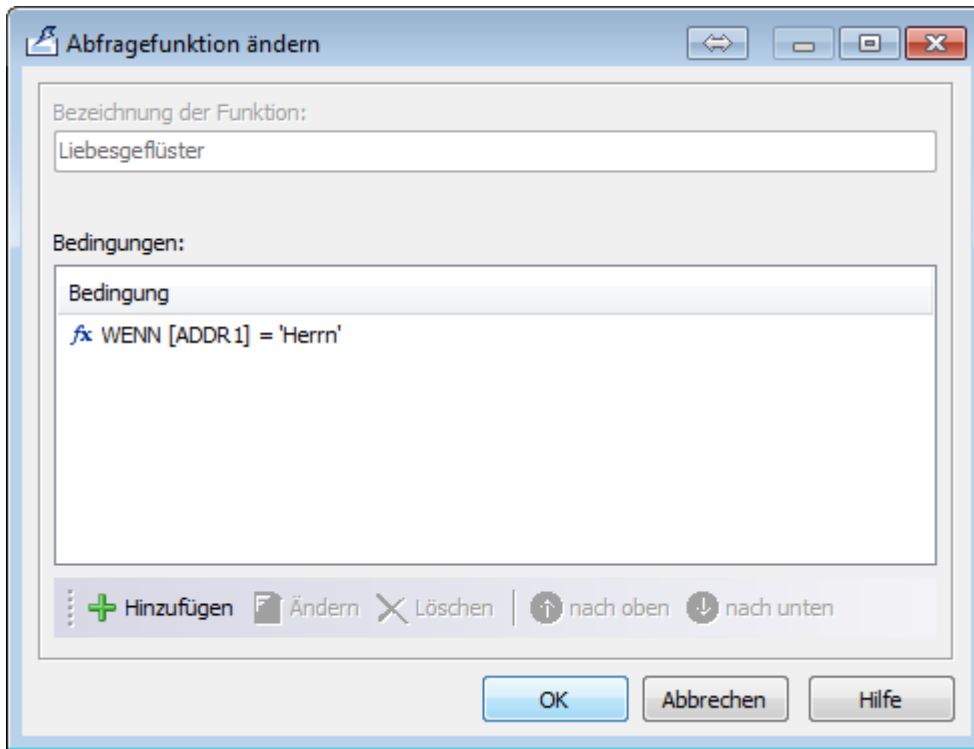 Abfragefunktion ändern
Bezeichnung der Funktion:
Liebesgeflüster
Bedingungen:
Bedingung
fx WENN [ADDR1] = 'Herrn'
Hinzufügen Ändern Löschen nach oben nach unten
OK Abbrechen Hilfe